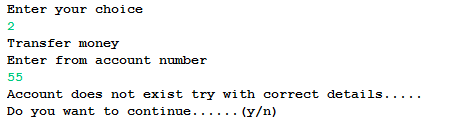 Enter your choice
2
Transfer money
Enter from account number
55
Account does not exist try with correct details.....
Do you want to continue......(y/n)